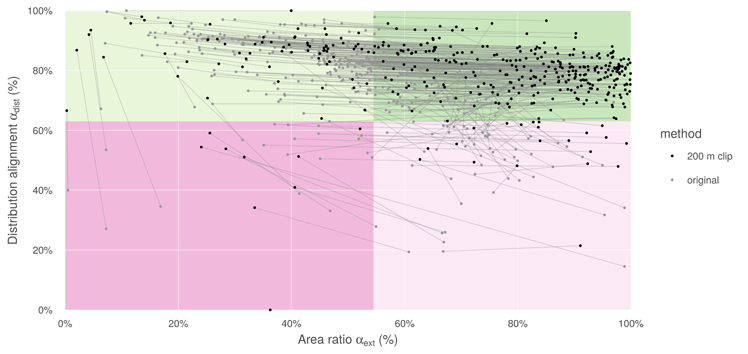 100%
80%
60%
40%
20%
0%
0%
20%
40%
60%
80%
100%
Distribution alignment αdist (%)
Area ratio αext (%)
method
200 m clip
original